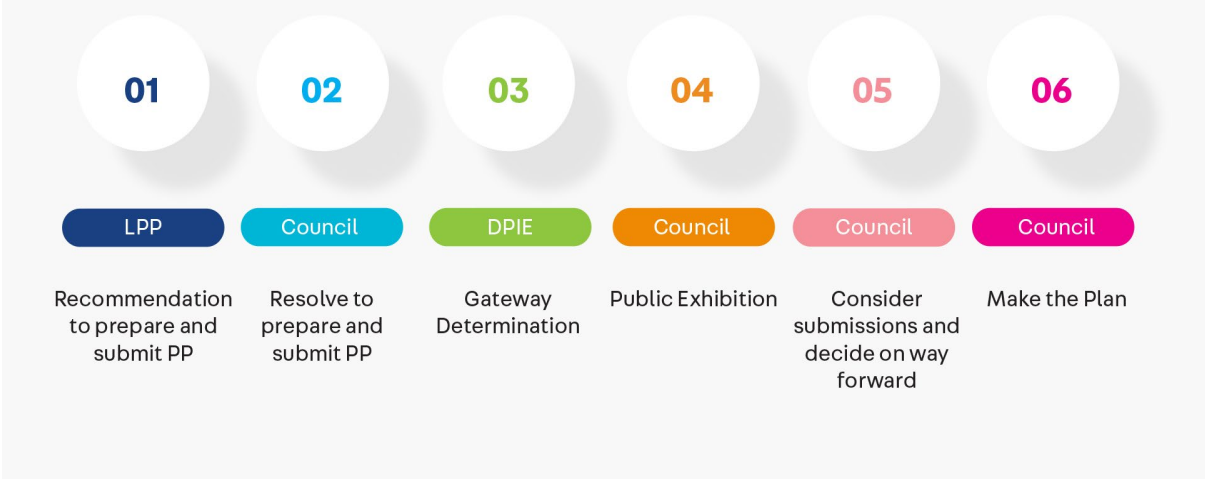 01
02
03
04
05
06
LPP
Council
DPIE
Council
Council
Council
Recommendation
to prepare and
submit PP
Resolve to
prepare and
submit PP
Gateway
Determination
Public Exhibition
Consider
submissions and
decide on way
forward
Make the Plan